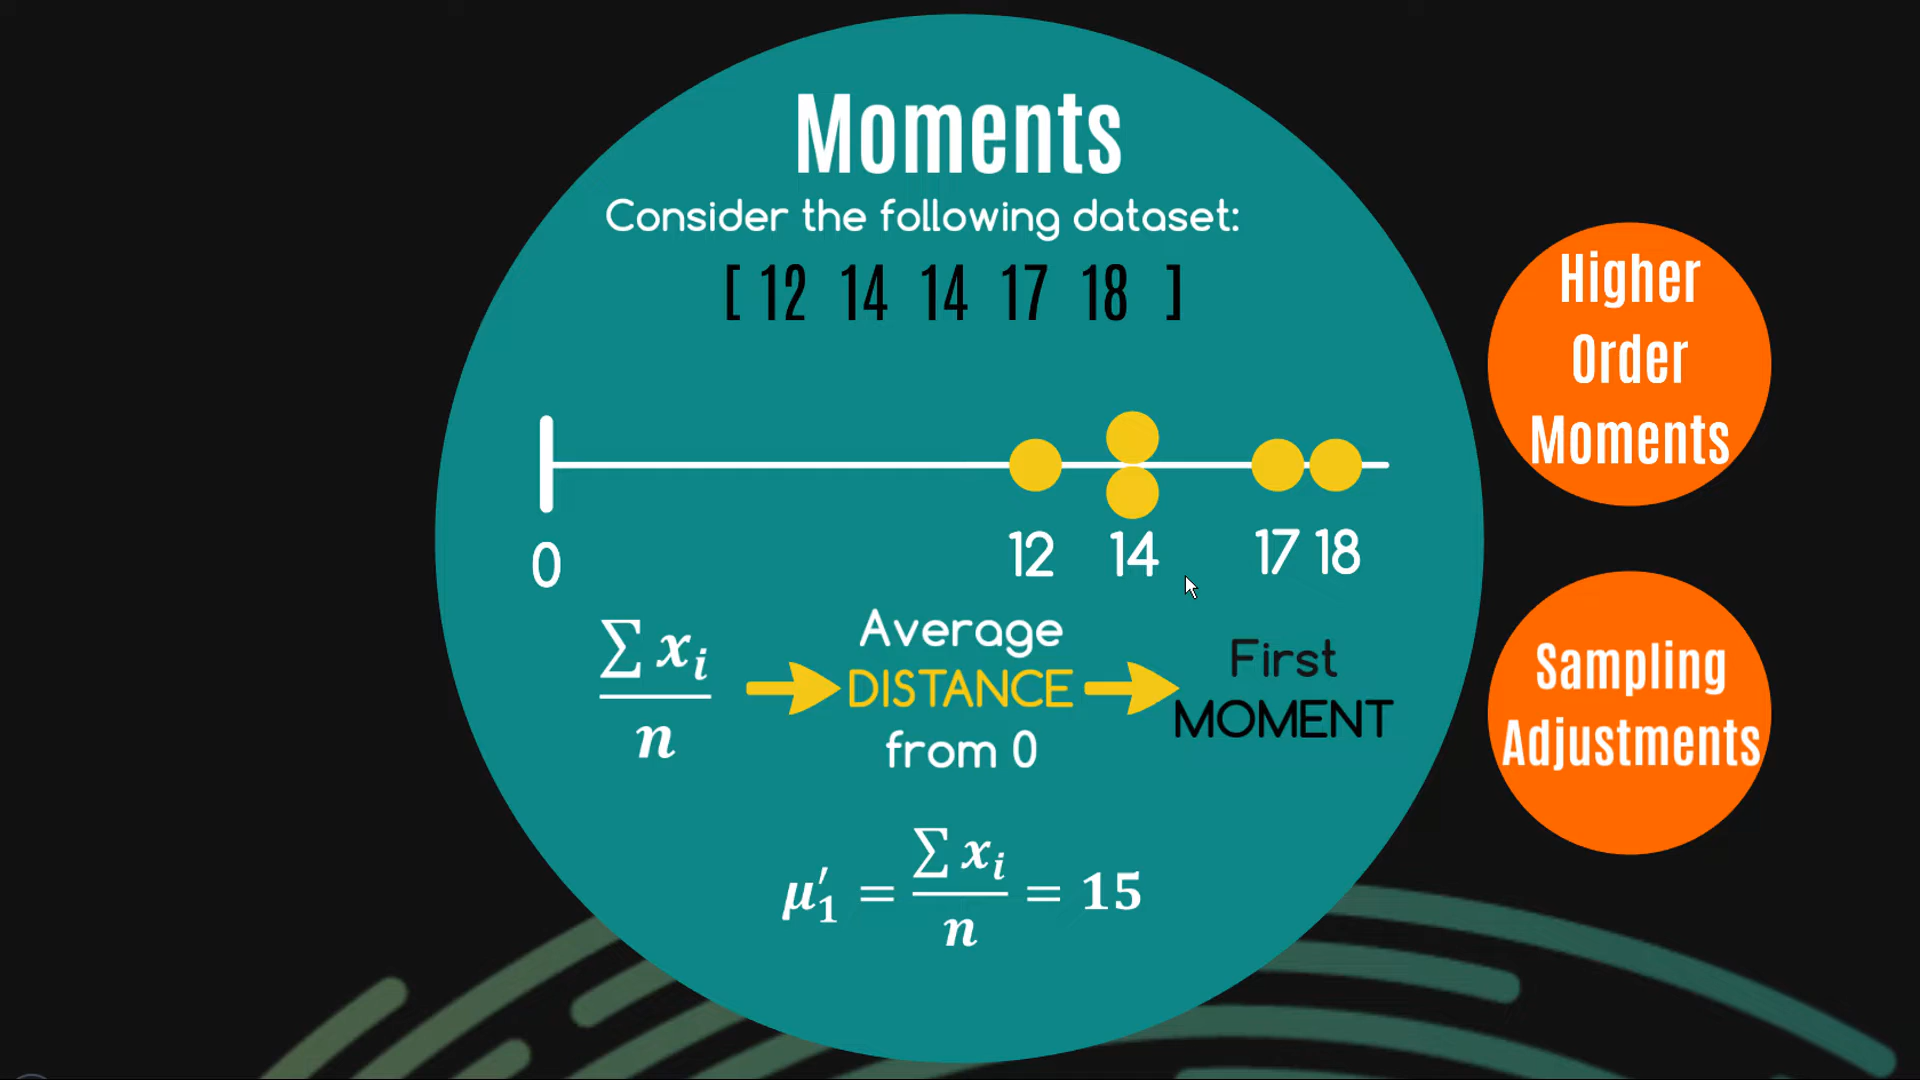 Moments
Consider the following dataset:
[ 12 14 14 17 18 ]
0
12 14 17 18
∑ xᵢ
n
Average
DISTANCE
from 0
First
MOMENT
μ′₁ = ∑ xᵢ / n = 15
Higher
Order
Moments
Sampling
Adjustments